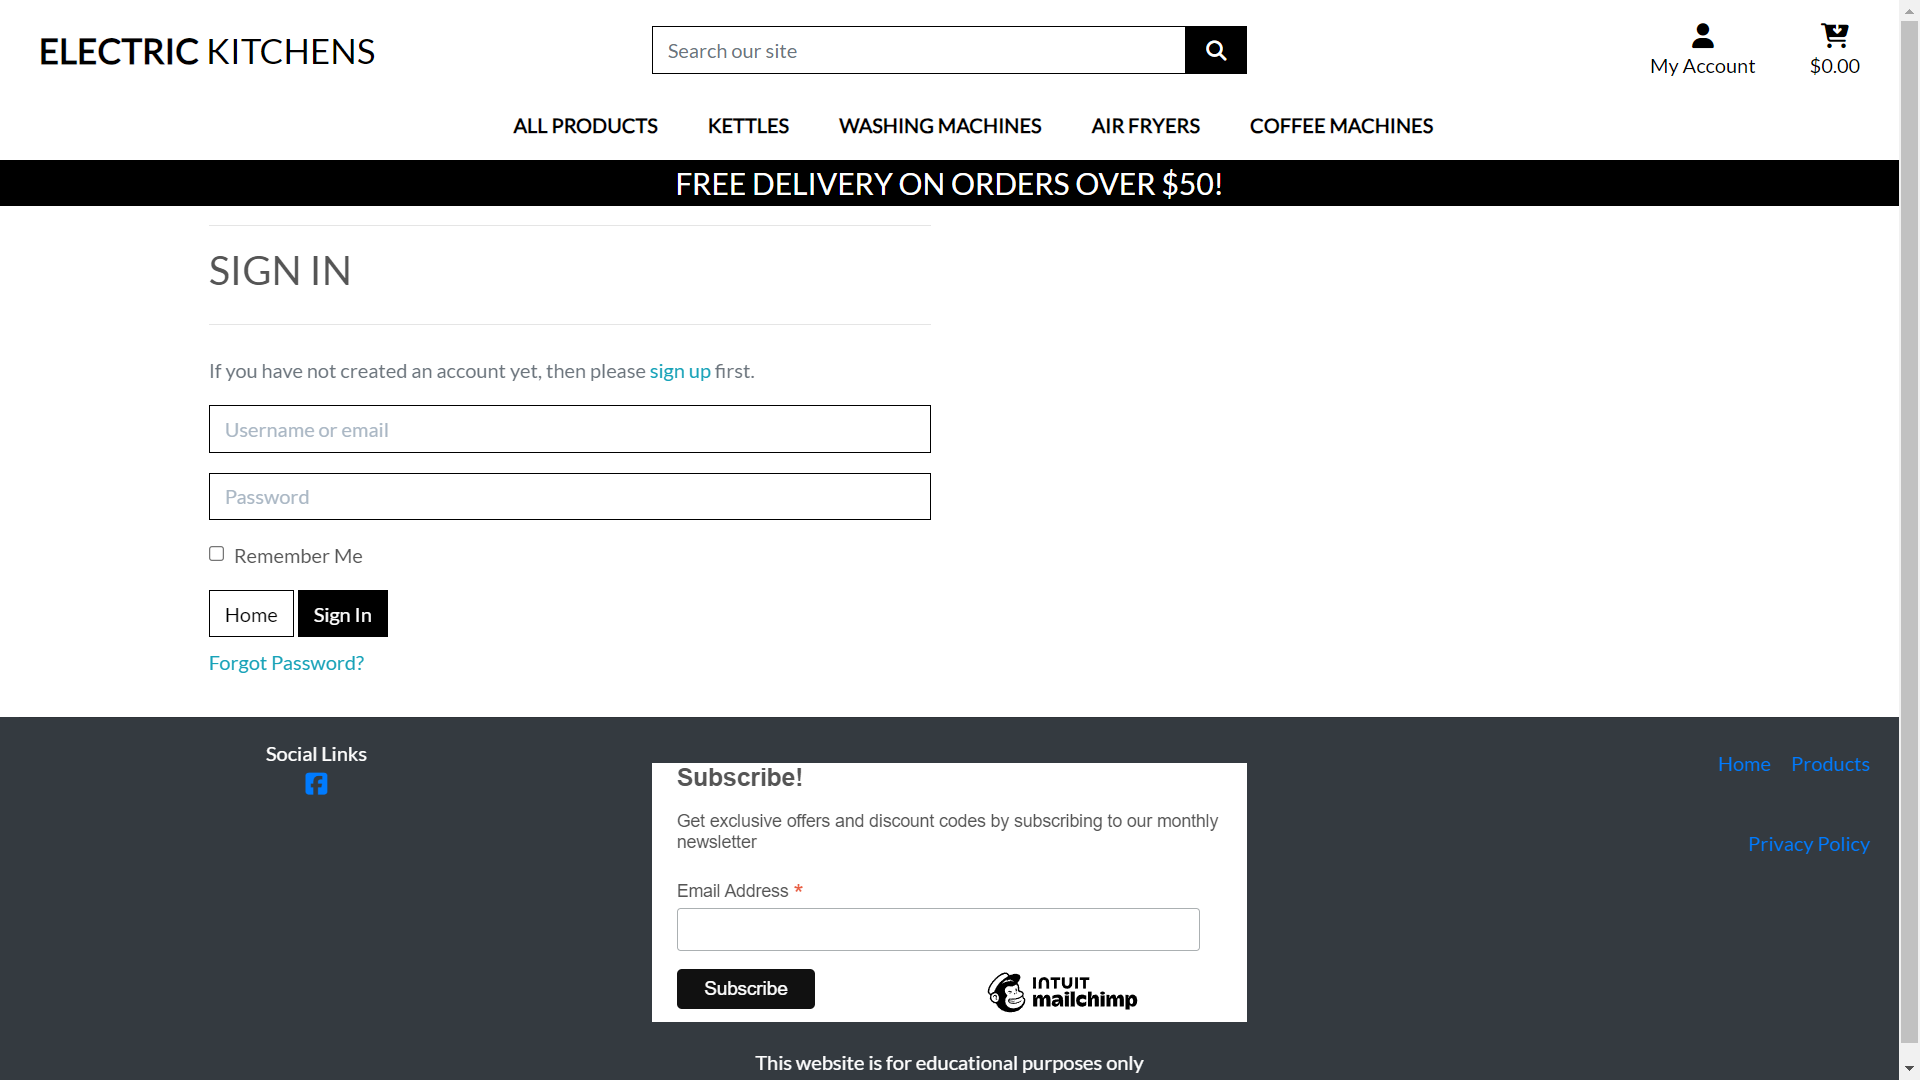 ELECTRIC KITCHENS
Search our site
My Account
$0.00
ALL PRODUCTS KETTLES WASHING MACHINES AIR FRYERS COFFEE MACHINES
FREE DELIVERY ON ORDERS OVER $50!
SIGN IN
If you have not created an account yet, then please sign up first.
Username or email
Password
Remember Me
Home Sign In
Forgot Password?
Social Links
Subscribe!
Get exclusive offers and discount codes by subscribing to our monthly
newsletter
Email Address *
Subscribe
INTUIT
mailchimp
Home Products
Privacy Policy
This website is for educational purposes only